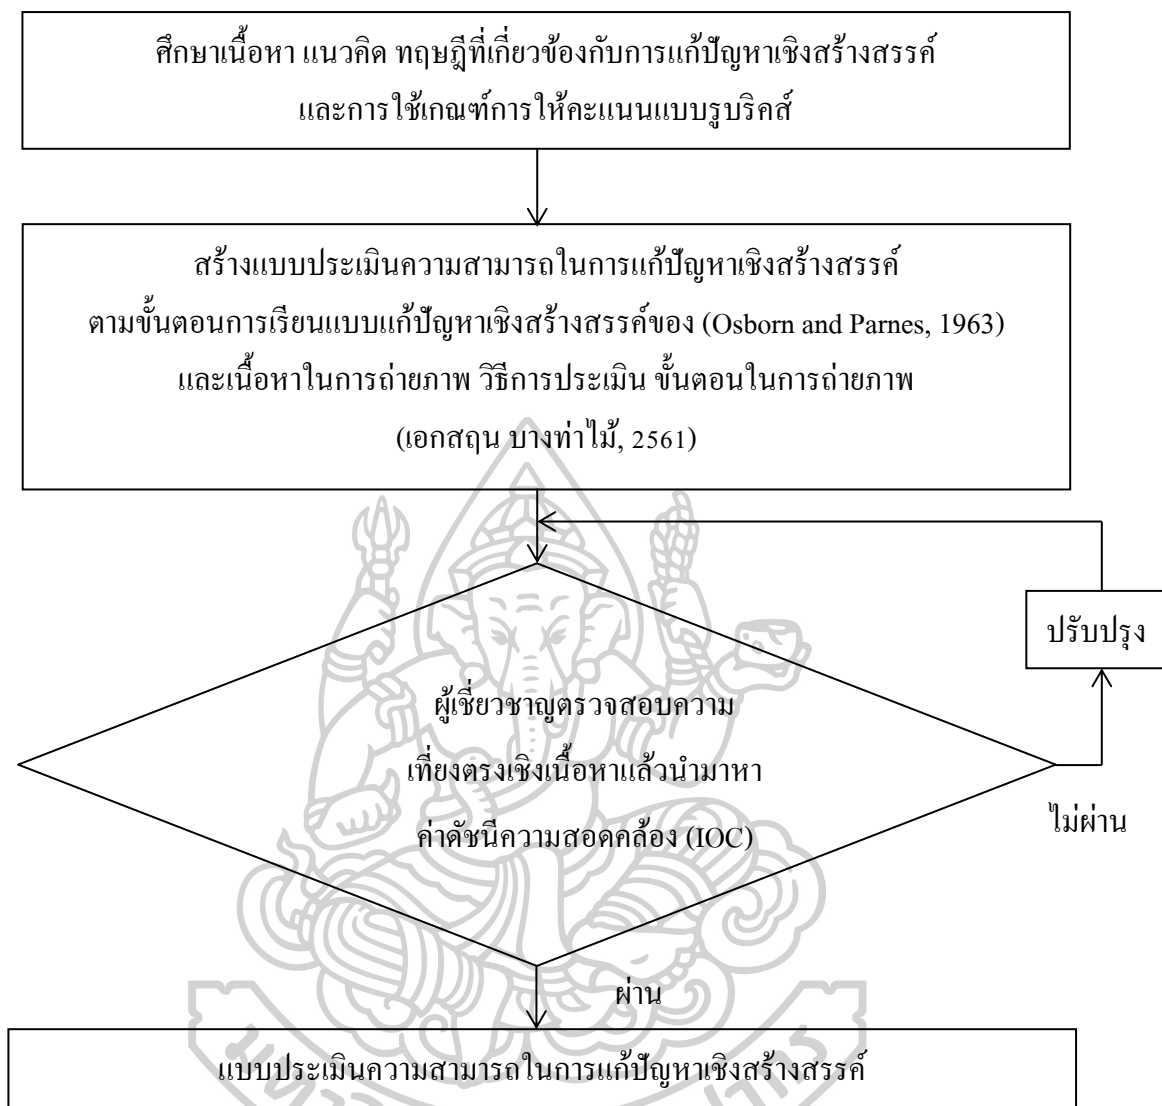 ศึกษาเนื้อหา แนวคิด ทฤษฎีที่เกี่ยวข้องกับการแก้ปัญหาเชิงสร้างสรรค์
และการใช้เกณฑ์การให้คะแนนแบบรูบริคส์
สร้างแบบประเมินความสามารถในการแก้ปัญหาเชิงสร้างสรรค์
ตามขั้นตอนการเรียนแบบแก้ปัญหาเชิงสร้างสรรค์ของ (Osborn and Parnes, 1963)
และเนื้อหาในการถ่ายภาพ วิธีการประเมิน ขั้นตอนในการถ่ายภาพ
(เอกสฤน บางท่าไม้, 2561)
ปรับปรุง
ผู้เชี่ยวชาญตรวจสอบความ
เที่ยงตรงเชิงเนื้อหาแล้วนำมาหา
ค่าดัชนีความสอดคล้อง (IOC)
ไม่ผ่าน
ผ่าน
แบบประเมินความสามารถในการแก้ปัญหาเชิงสร้างสรรค์